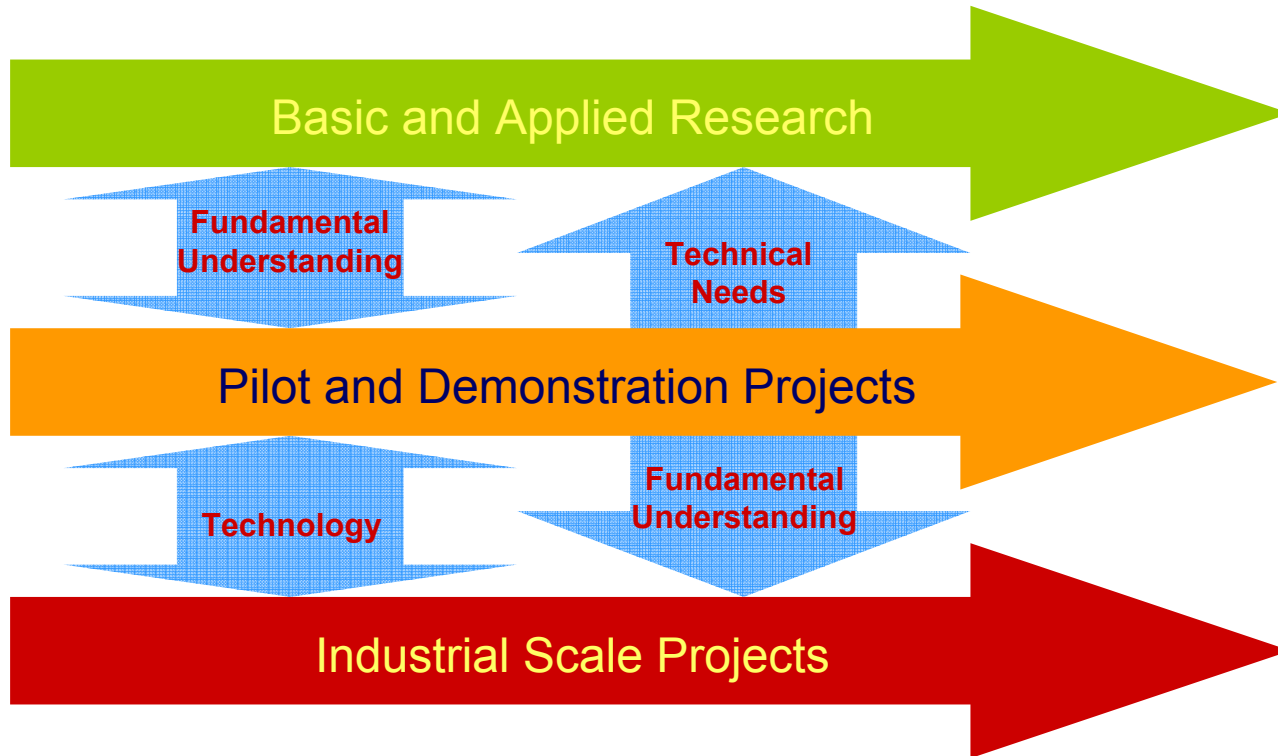 Basic and Applied Research
Fundamental
Understanding
Technical
Needs
Pilot and Demonstration Projects
Technology
Fundamental
Understanding
Industrial Scale Projects